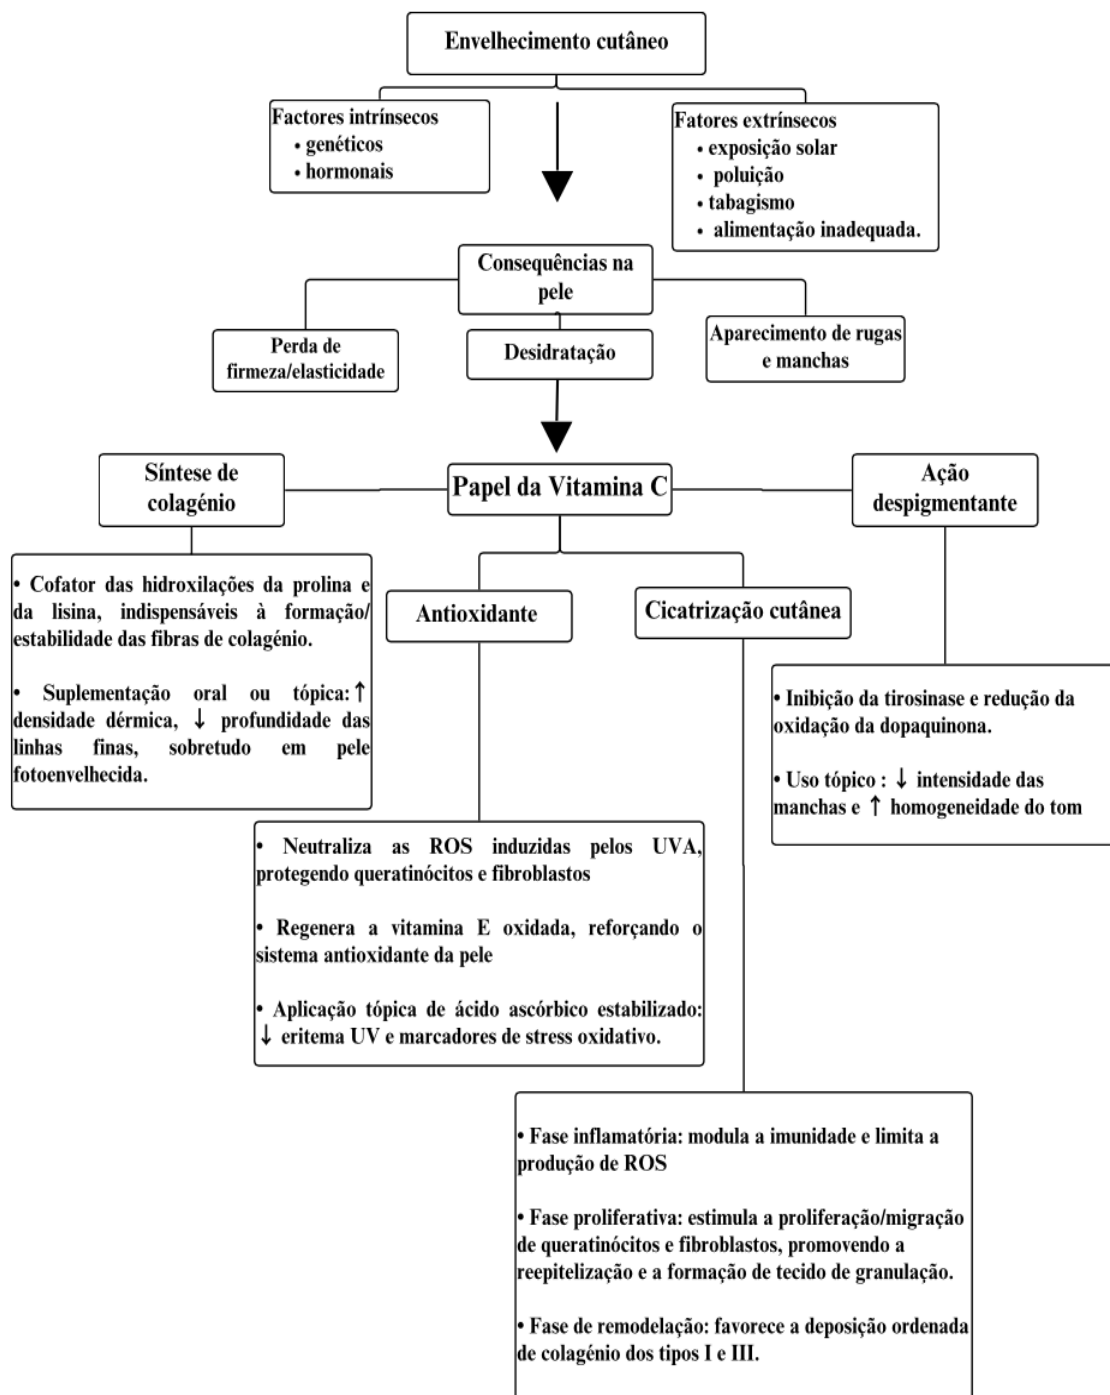 Envelhecimento cutâneo
Factores intrínsecos
• genéticos
• hormonais
Fatores extrínsecos
• exposição solar
• poluição
• tabagismo
• alimentação inadequada.
Consequências na
pele
Perda de
firmeza/elasticidade
Desidratação
Aparecimento de rugas
e manchas
Síntese de
colagénio
Papel da Vitamina C
Ação
despigmentante
• Cofator das hidroxilações da prolina e
da lisina, indispensáveis à formação/
estabilidade das fibras de colagénio.
• Suplementação oral ou tópica: ↑
densidade dérmica, ↓ profundidade das
linhas finas, sobretudo em pele
fotoenvelhecida.
Antioxidante
Cicatrização cutânea
• Inibição da tirosinase e redução da
oxidação da dopaquinona.
• Uso tópico : ↓ intensidade das
manchas e ↑ homogeneidade do tom
• Neutraliza as ROS induzidas pelos UVA,
protegendo queratinócitos e fibroblastos
• Regenera a vitamina E oxidada, reforçando o
sistema antioxidante da pele
• Aplicação tópica de ácido ascórbico estabilizado:
↓ eritema UV e marcadores de stress oxidativo.
• Fase inflamatória: modula a imunidade e limita a
produção de ROS
• Fase proliferativa: estimula a proliferação/migração
de queratinócitos e fibroblastos, promovendo a
reepitelização e a formação de tecido de granulação.
• Fase de remodelação: favorece a deposição ordenada
de colagénio dos tipos I e III.